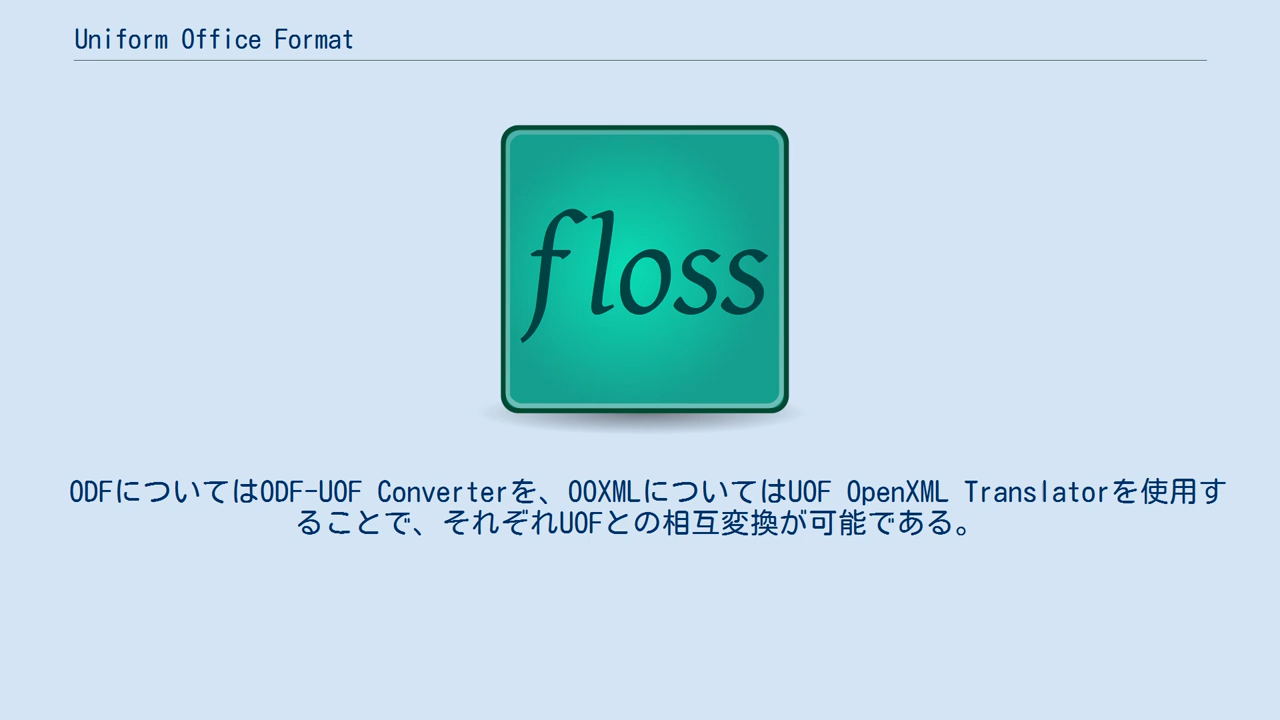 Uniform Office Format
floss
ODFについてはODF-UOF Converterを、OOXMLについてはUOF OpenXML Translatorを使用す
ることで、それぞれUOFとの相互変換が可能である。